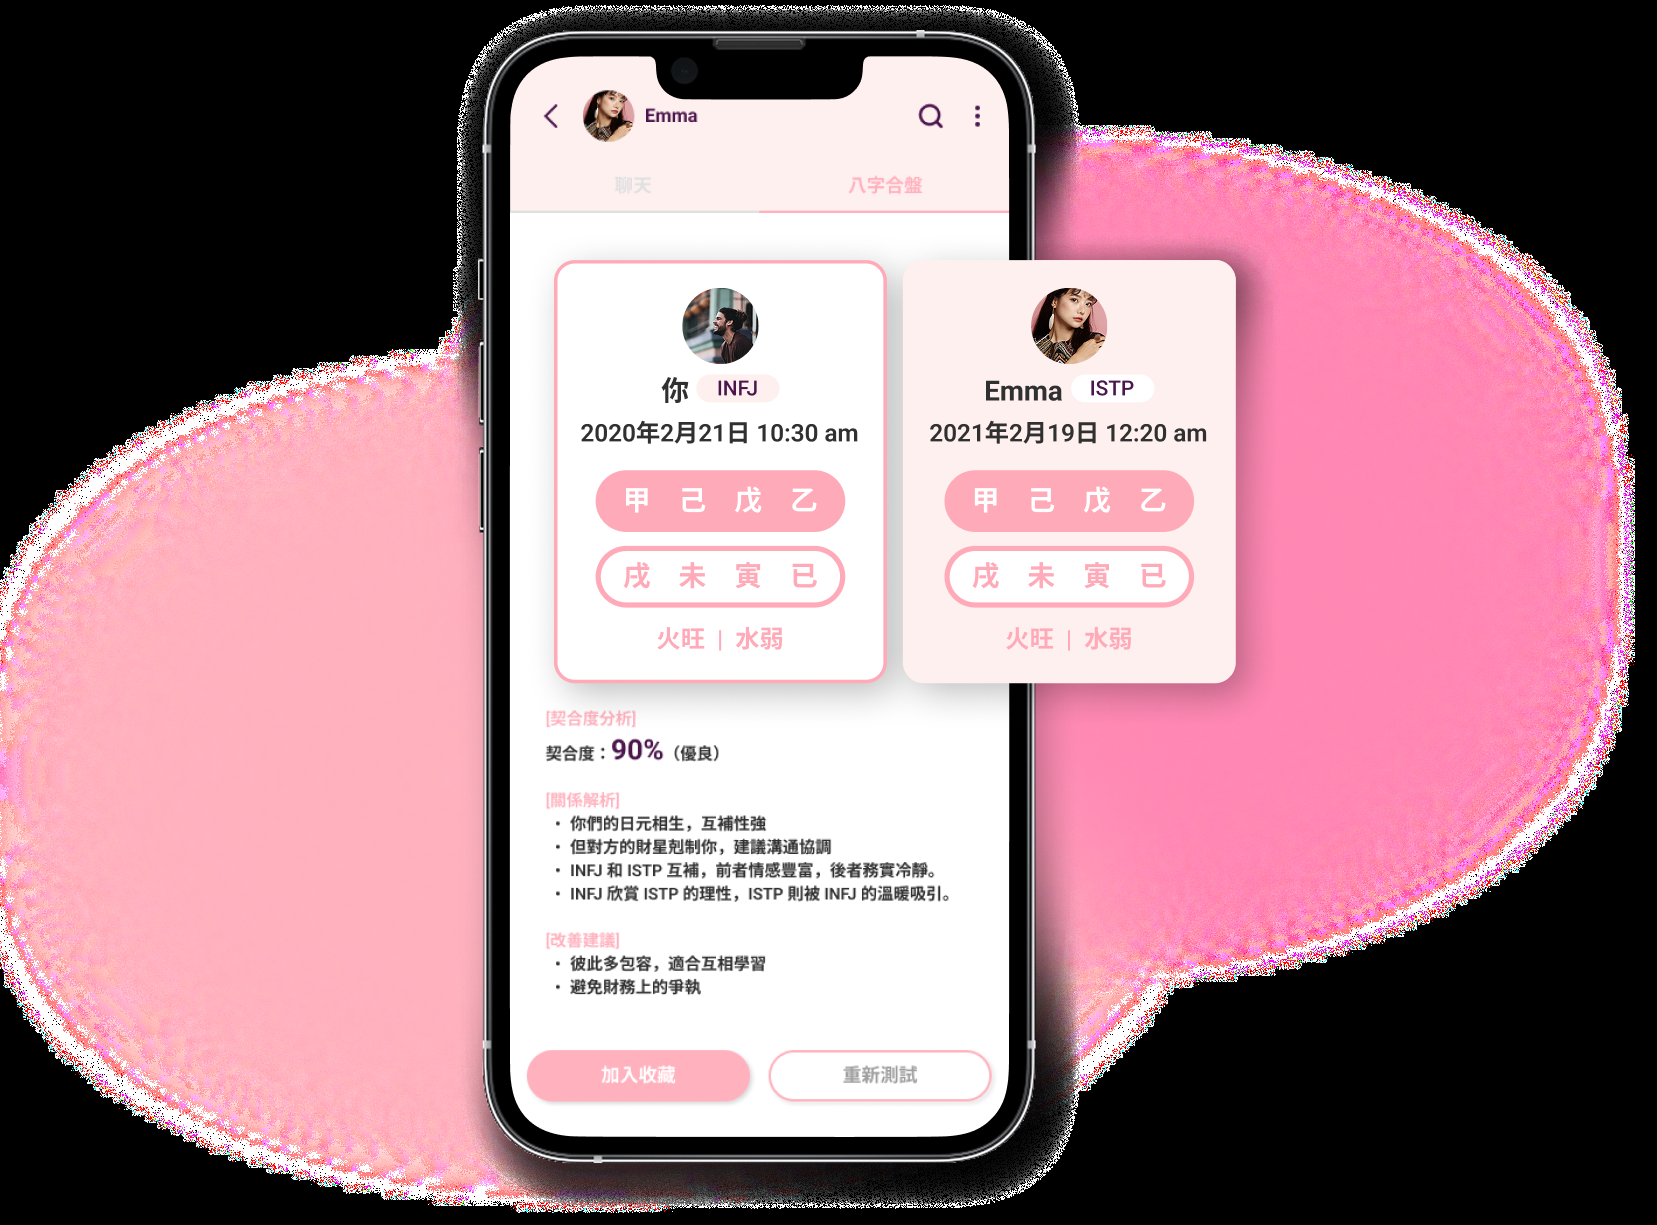 Emma
聊天
八字合盤
你 INFJ
2020年2月21日 10:30 am
甲 己 戊 乙
戌 未 寅 巳
火旺 | 水弱
Emma ISTP
2021年2月19日 12:20 am
甲 己 戊 乙
戌 未 寅 巳
火旺 | 水弱
[契合度分析]
契合度：90%（優良）
[關係解析]
・ 你們的日元相生，互補性強
・ 但對方的財星剋制你，建議溝通協調
・ INFJ 和 ISTP 互補，前者情感豐富，後者務實冷靜。
・ INFJ 欣賞 ISTP 的理性，ISTP 則被 INFJ 的溫暖吸引。
[改善建議]
・ 彼此多包容，適合互相學習
・ 避免財務上的爭執
加入收藏
重新測試